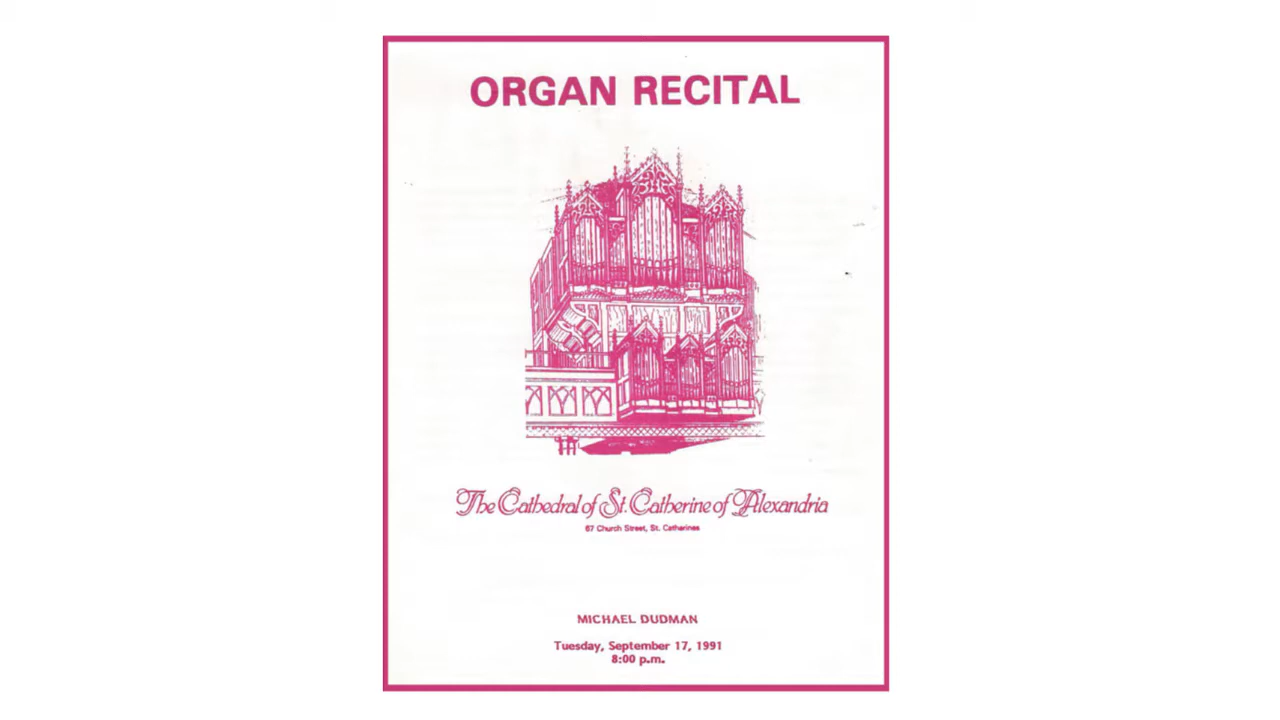 ORGAN RECITAL
The Cathedral of St. Catherine of Alexandria
67 Church Street, St. Catharines
MICHAEL DUDMAN
Tuesday, September 17, 1991
8:00 p.m.